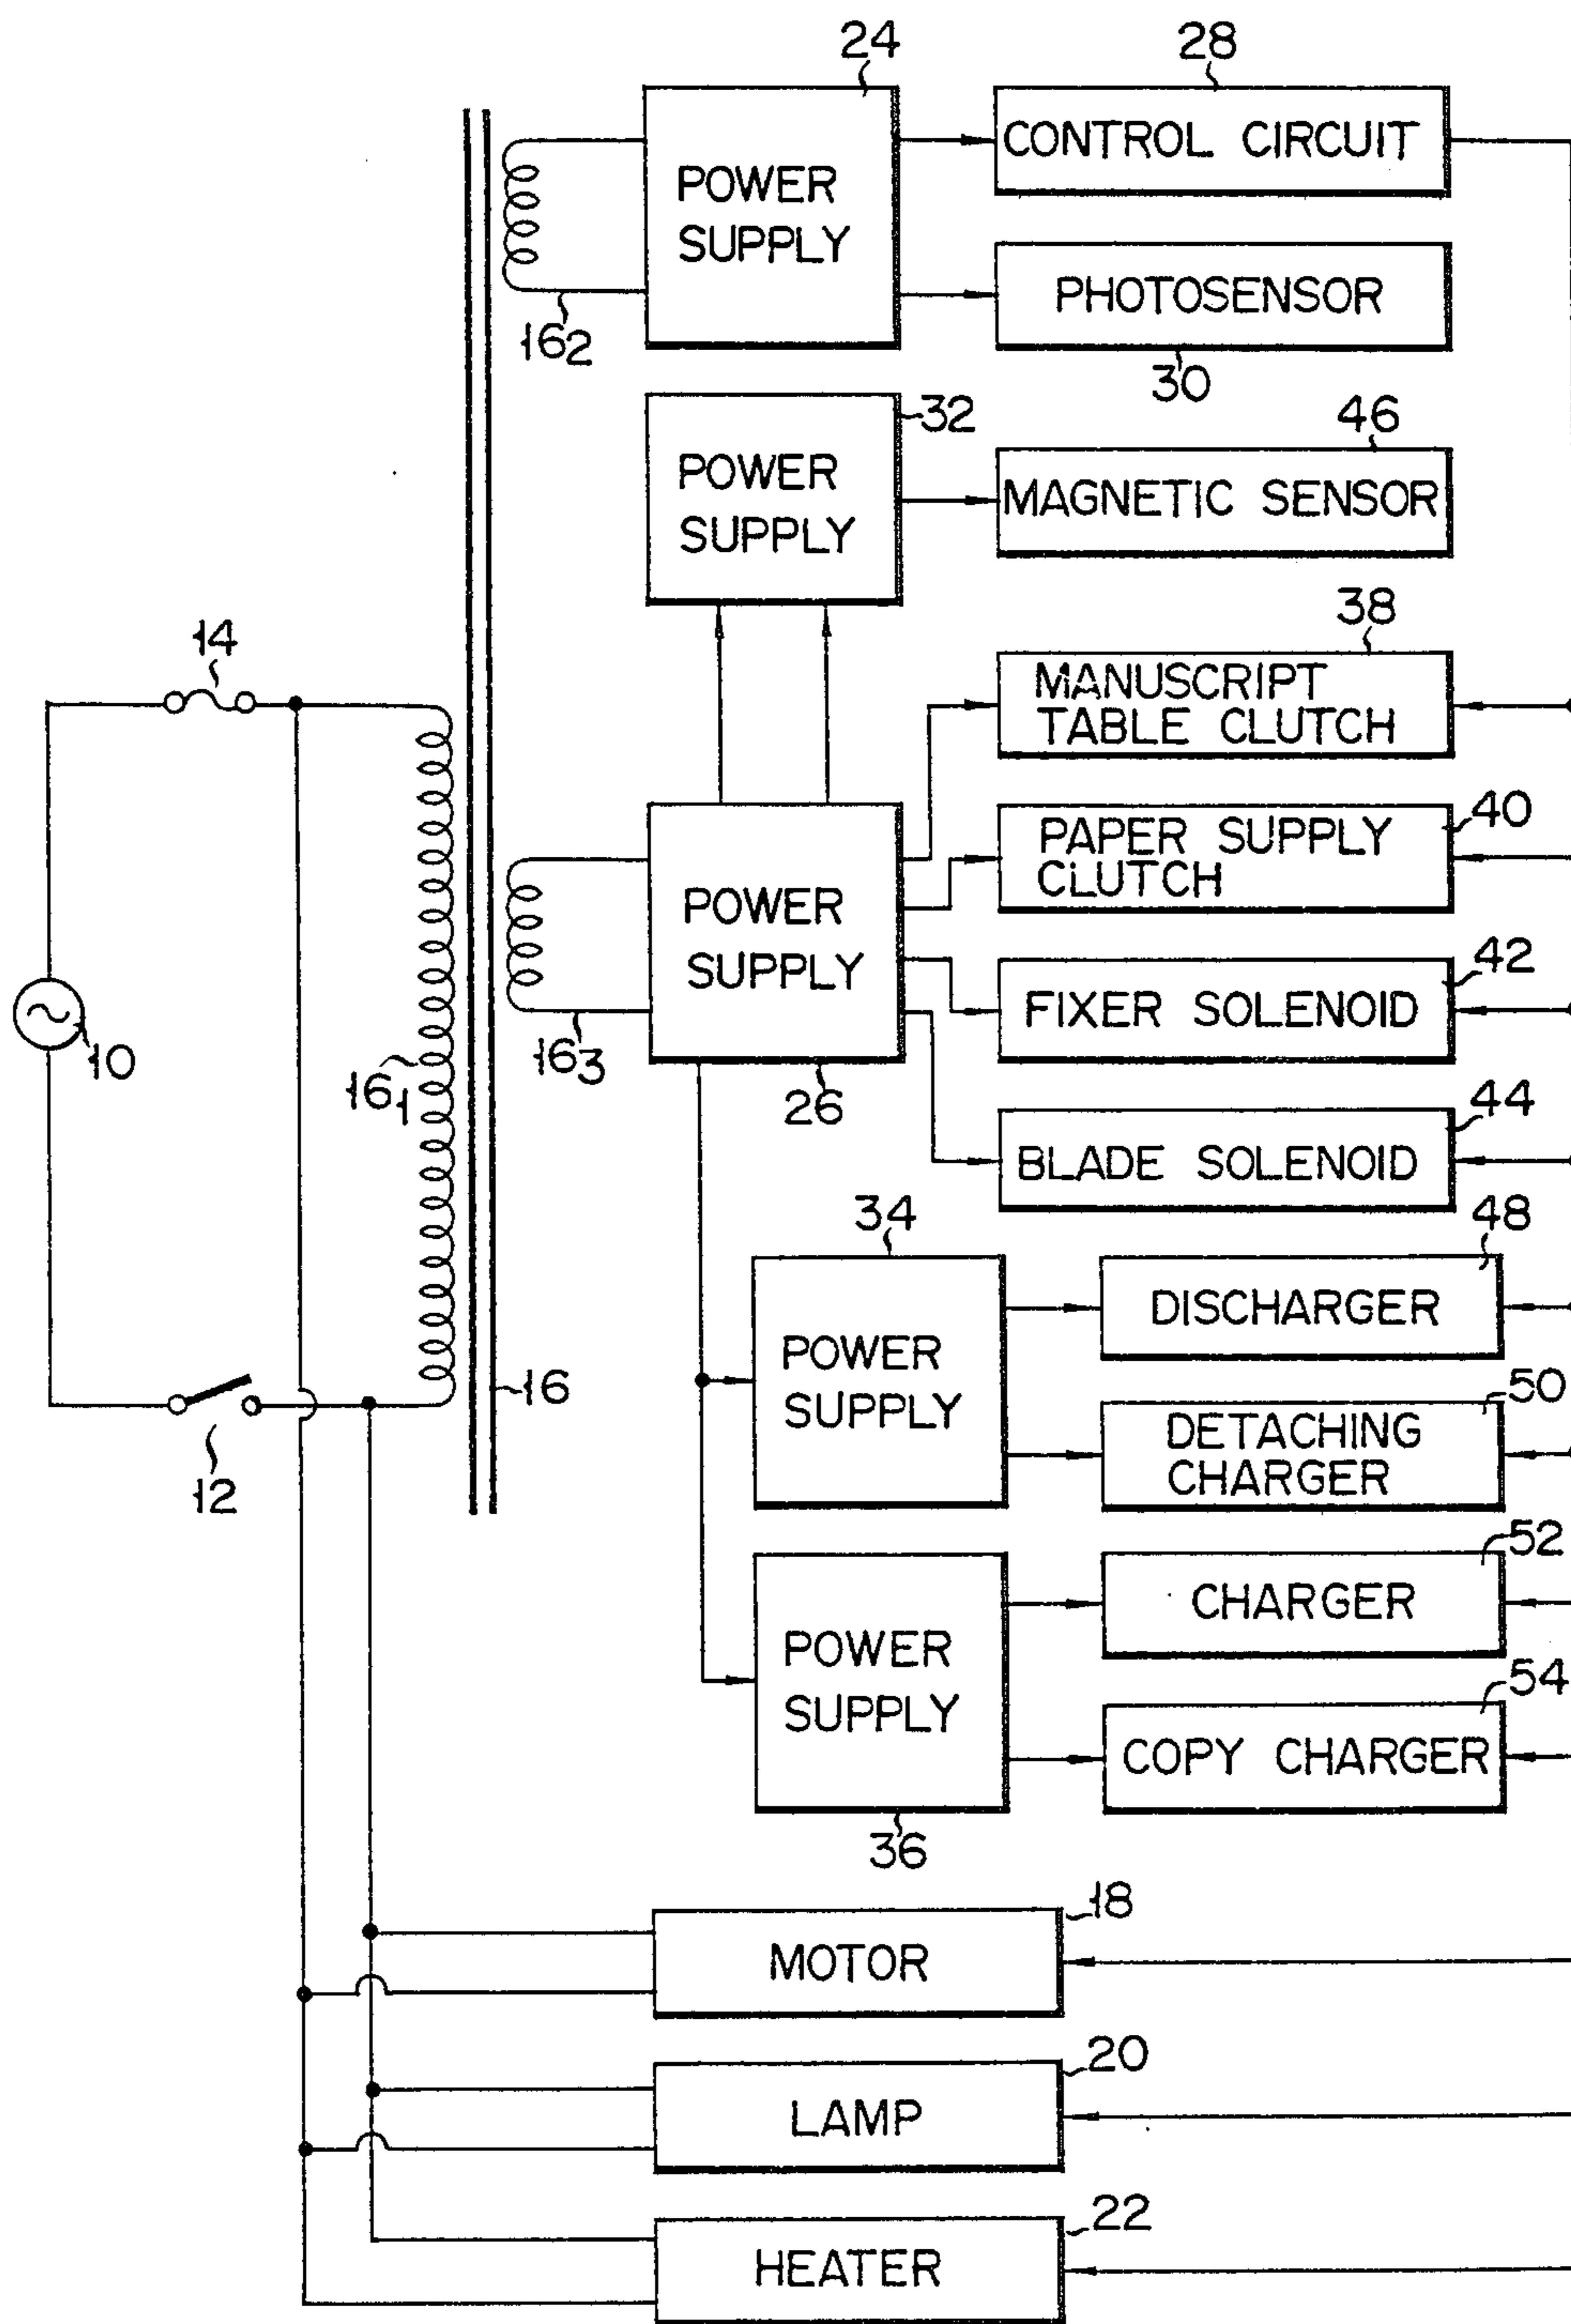 24
28
POWER
SUPPLY
CONTROL CIRCUIT
PHOTOSENSOR
16₂
30
32
46
POWER
SUPPLY
MAGNETIC SENSOR
14
38
MANUSCRIPT
TABLE CLUTCH
40
PAPER SUPPLY
CLUTCH
POWER
SUPPLY
42
FIXER SOLENOID
10
16₁
16₃
26
44
BLADE SOLENOID
34
48
POWER
SUPPLY
DISCHARGER
16
12
50
DETACHING
CHARGER
52
CHARGER
POWER
SUPPLY
54
COPY CHARGER
36
18
MOTOR
20
LAMP
22
HEATER